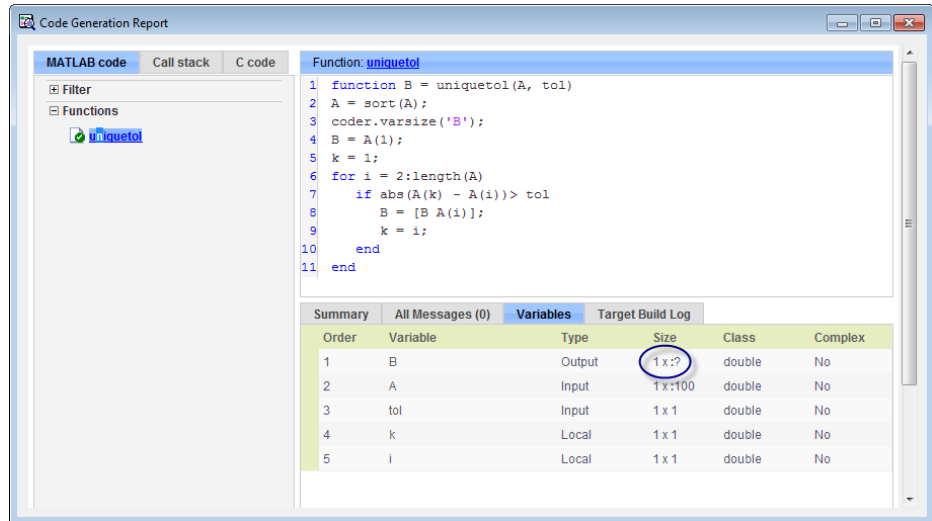 Code Generation Report
MATLAB code Call stack C code
Filter
Functions
uniquetol
Function: uniquetol
1 function B = uniquetol(A, tol)
2 A = sort(A);
3 coder.varsize('B');
4 B = A(1);
5 k = 1;
6 for i = 2:length(A)
7 if abs(A(k) - A(i))> tol
8 B = [B A(i)];
9 k = i;
10 end
11 end
Summary All Messages (0) Variables Target Build Log
Order Variable Type Size Class Complex
1 B Output 1 x :? double No
2 A Input 1 x :100 double No
3 tol Input 1 x 1 double No
4 k Local 1 x 1 double No
5 i Local 1 x 1 double No